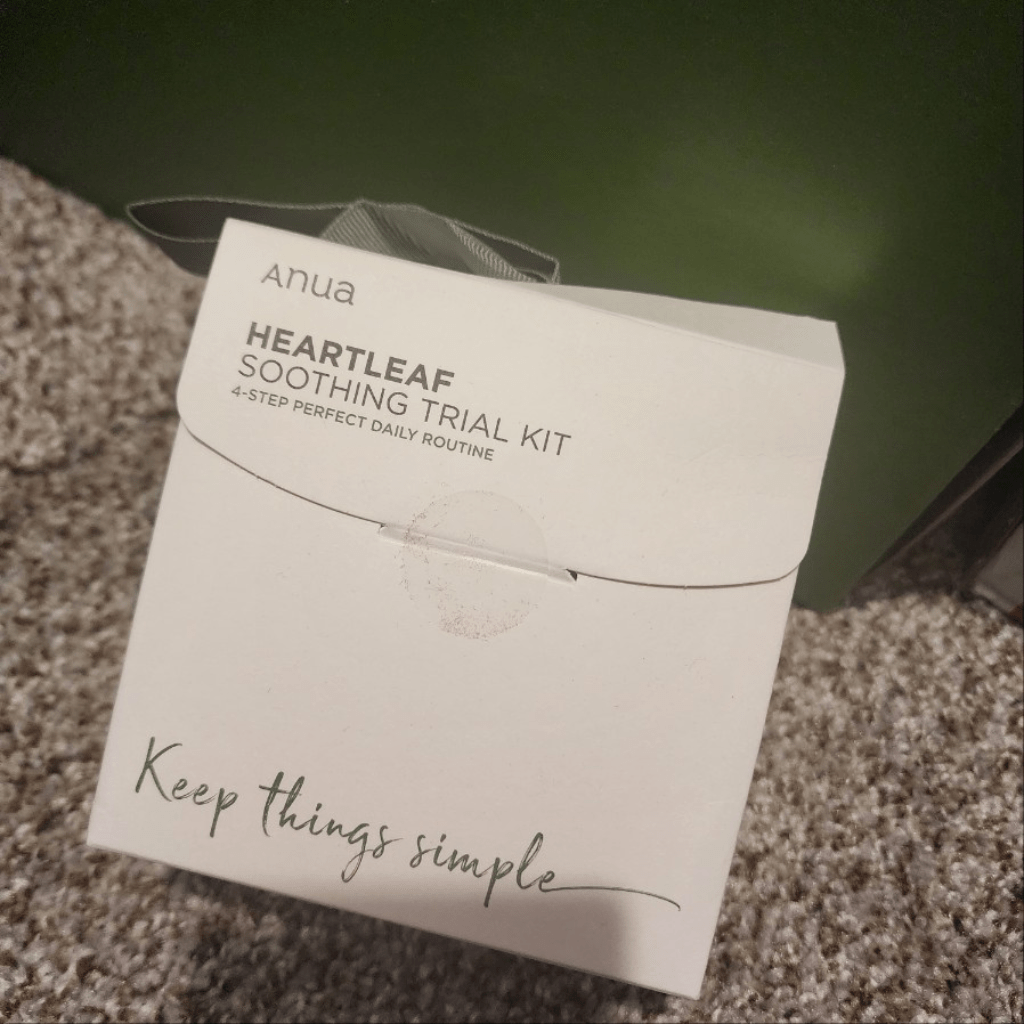 Anua
HEARTLEAF
SOOTHING TRIAL KIT
4-STEP PERFECT DAILY ROUTINE
Keep things simple